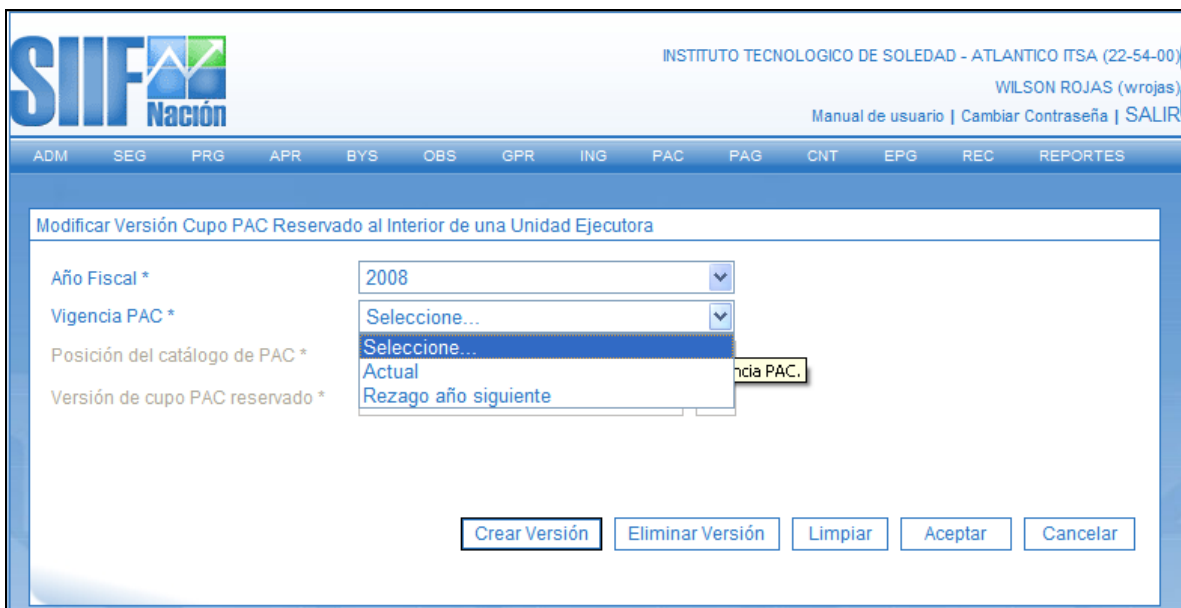 SIIF
Nación
INSTITUTO TECNOLOGICO DE SOLEDAD - ATLANTICO ITSA (22-54-00)
WILSON ROJAS (wrojas)
Manual de usuario | Cambiar Contraseña | SALIR
ADM SEG PRG APR BYS OBS GPR ING PAC PAG CNT EPG REC REPORTES
Modificar Versión Cupo PAC Reservado al Interior de una Unidad Ejecutora
Año Fiscal * 2008
Vigencia PAC * Seleccione...
Posición del catálogo de PAC * Seleccione...
Actual PAC.
Versión de cupo PAC reservado * Rezago año siguiente
Crear Versión Eliminar Versión Limpiar Aceptar Cancelar